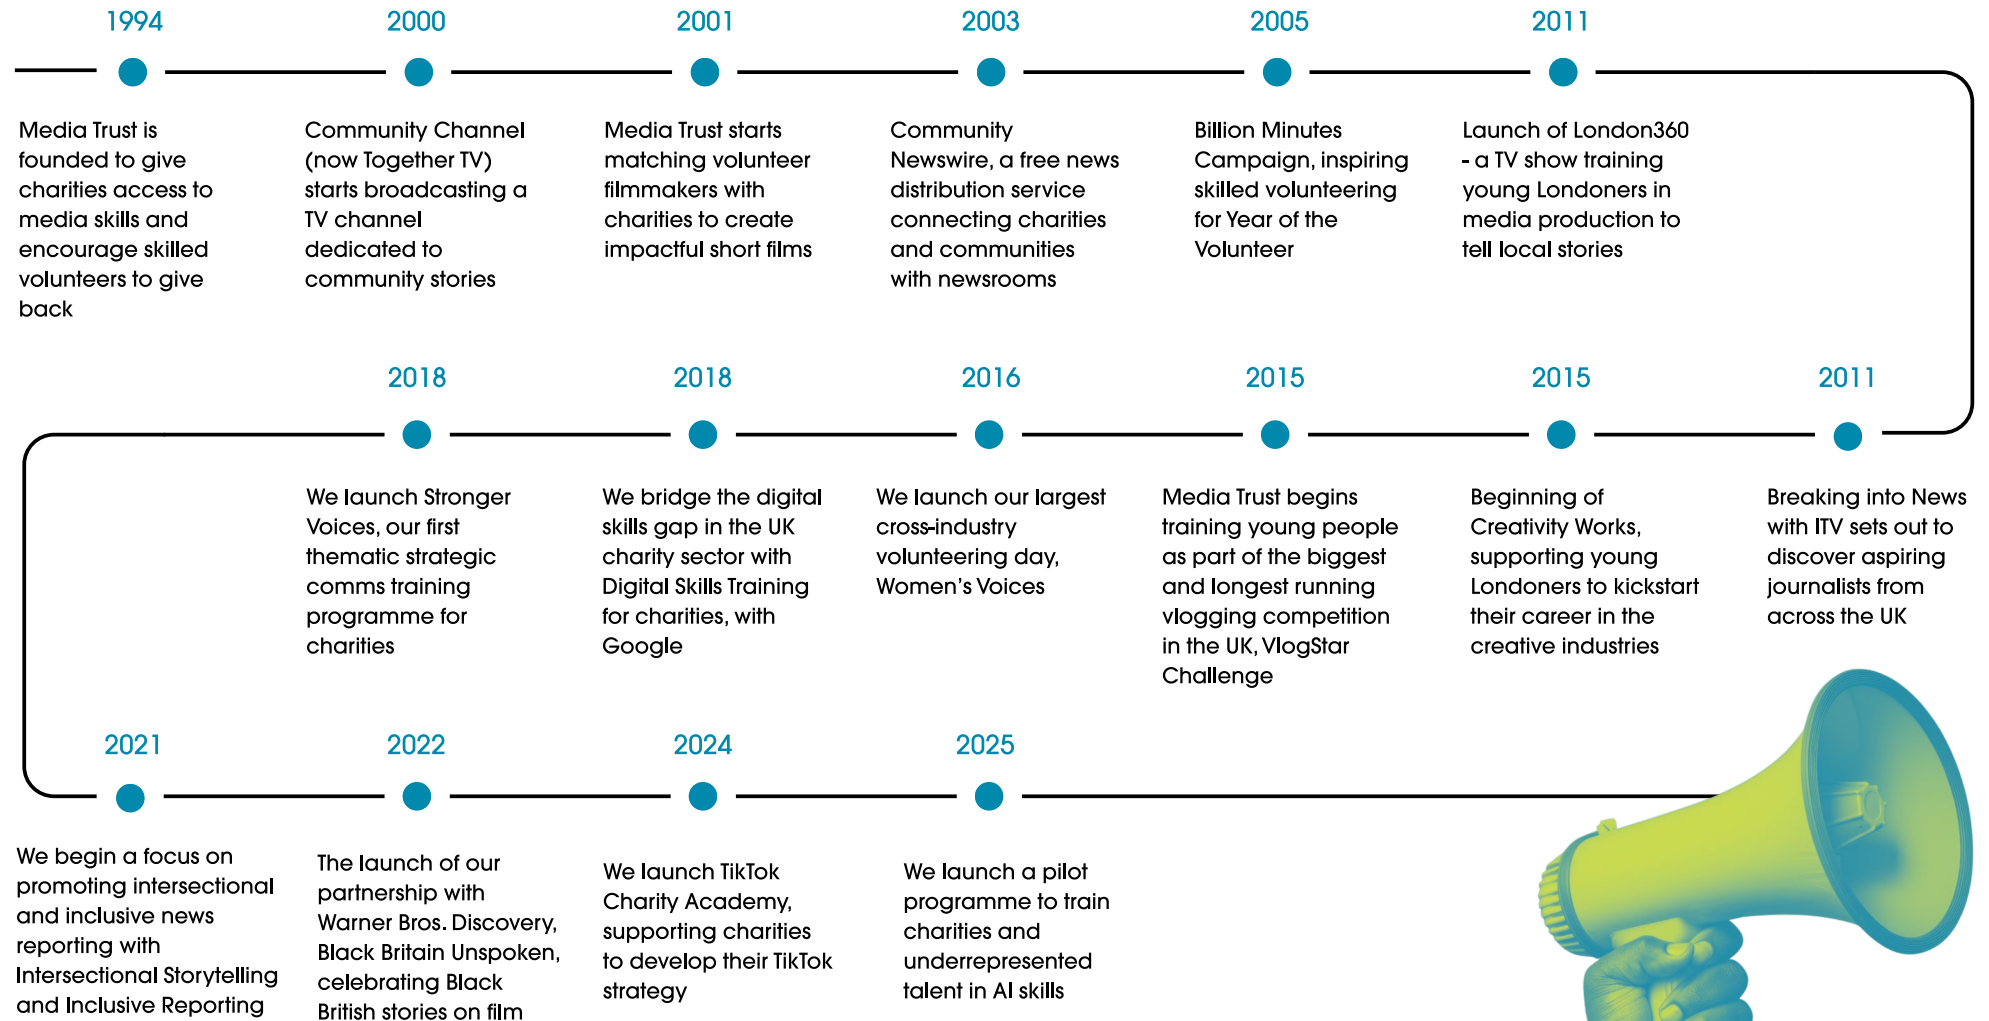 1994
Media Trust is
founded to give
charities access to
media skills and
encourage skilled
volunteers to give
back
2000
Community Channel
(now Together TV)
starts broadcasting a
TV channel
dedicated to
community stories
2001
Media Trust starts
matching volunteer
filmmakers with
charities to create
impactful short films
2003
Community
Newswire, a free news
distribution service
connecting charities
and communities
with newsrooms
2005
Billion Minutes
Campaign, inspiring
skilled volunteering
for Year of the
Volunteer
2011
Launch of London360
- a TV show training
young Londoners in
media production to
tell local stories
2011
Breaking into News
with ITV sets out to
discover aspiring
journalists from
across the UK
2015
Beginning of
Creativity Works,
supporting young
Londoners to kickstart
their career in the
creative industries
2015
Media Trust begins
training young people
as part of the biggest
and longest running
vlogging competition
in the UK, VlogStar
Challenge
2016
We launch our largest
cross-industry
volunteering day,
Women's Voices
2018
We bridge the digital
skills gap in the UK
charity sector with
Digital Skills Training
for charities, with
Google
2018
We launch Stronger
Voices, our first
thematic strategic
comms training
programme for
charities
2021
We begin a focus on
promoting intersectional
and inclusive news
reporting with
Intersectional Storytelling
and Inclusive Reporting
2022
The launch of our
partnership with
Warner Bros. Discovery,
Black Britain Unspoken,
celebrating Black
British stories on film
2024
We launch TikTok
Charity Academy,
supporting charities
to develop their TikTok
strategy
2025
We launch a pilot
programme to train
charities and
underrepresented
talent in AI skills